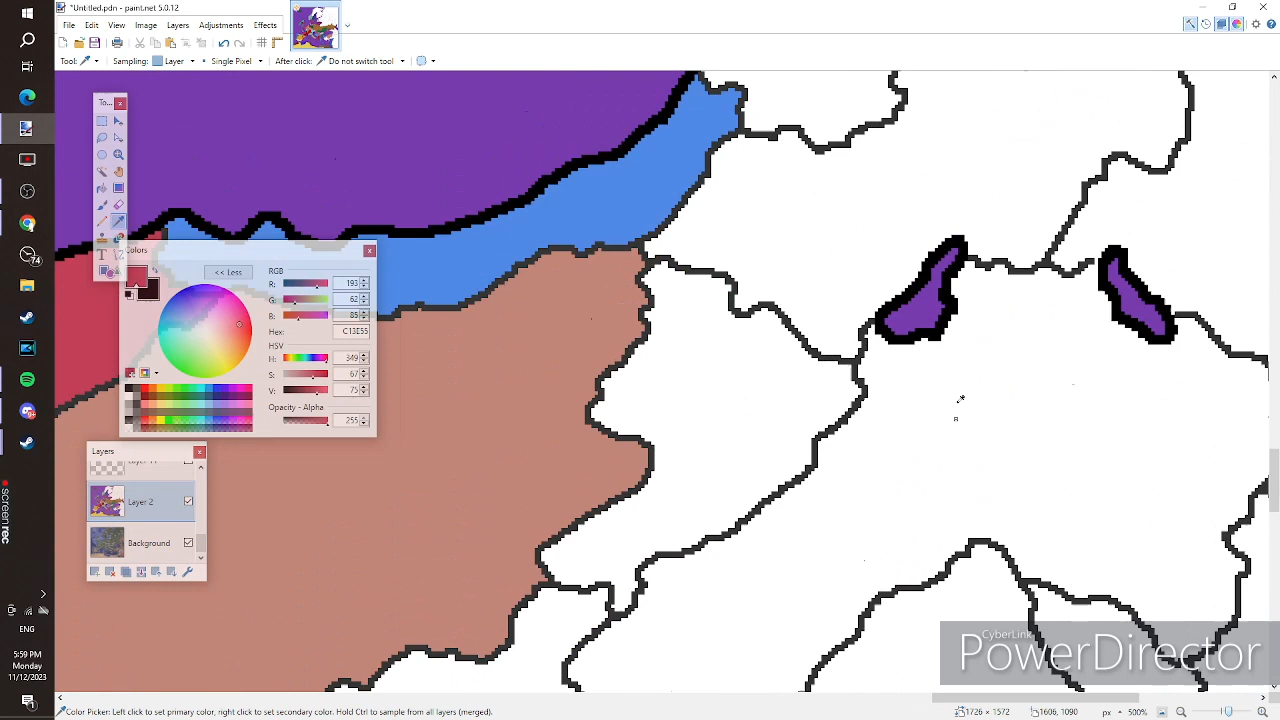 *Untitled.pdn - paint.net 5.0.12
File Edit View Image Layers Adjustments Effects
Tool: Sampling: Layer Single Pixel After click: Do not switch tool
To...
Colors
<< Less
RGB
R: 193
G: 62
B: 85
Hex: C13E55
HSV
H: 349
S: 67
V: 75
Opacity - Alpha
255
Layers
Layer 2
Background
24
screenrec
ENG
5:59 PM
Monday
11/12/2023
CyberLink
PowerDirector
Color Picker: Left click to set primary color, right click to set secondary color. Hold Ctrl to sample from all layers (merged).
1726 × 1572 1606, 1090 px 500%